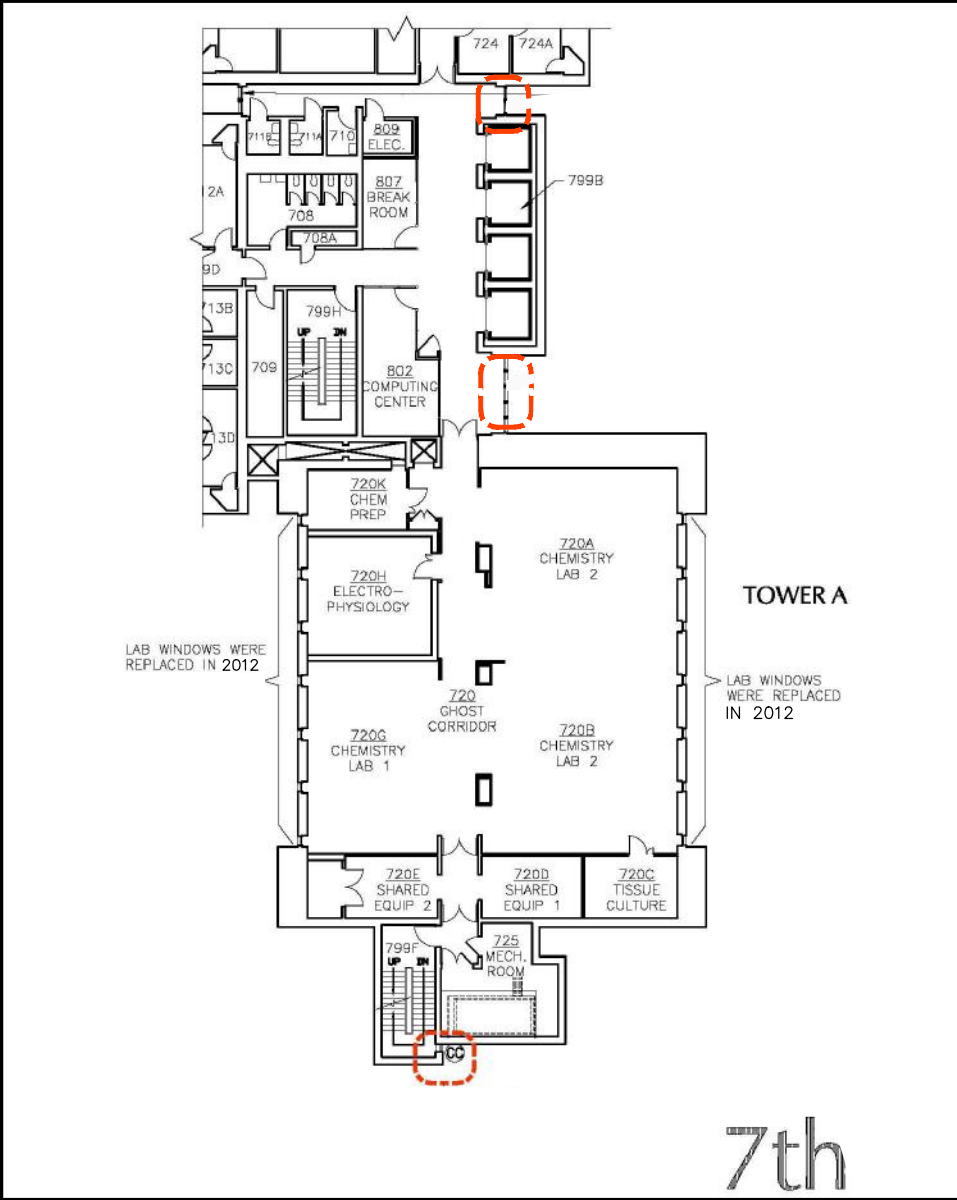 724
724A
711B
711A
710
809
ELEC.
799B
12A
807
BREAK
ROOM
708
708A
9D
713B
799H
UP DN
713C
709
802
COMPUTING
CENTER
713D
720K
CHEM
PREP
720A
CHEMISTRY
LAB 2
720H
ELECTRO-
PHYSIOLOGY
TOWER A
LAB WINDOWS WERE
REPLACED IN 2012
LAB WINDOWS
WERE REPLACED
IN 2012
720
GHOST
CORRIDOR
720G
CHEMISTRY
LAB 1
720B
CHEMISTRY
LAB 2
720E
SHARED
EQUIP 2
720D
SHARED
EQUIP 1
720C
TISSUE
CULTURE
799F
UP DN
725
MECH.
ROOM
CC
7th